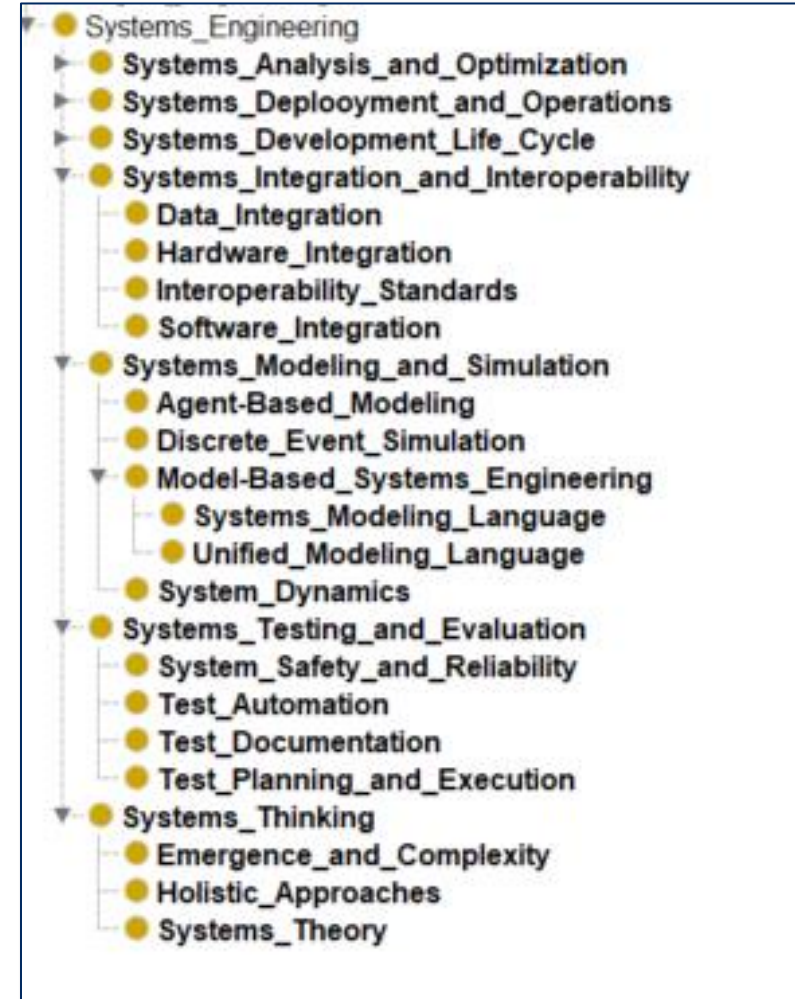 Systems_Engineering
Systems_Analysis_and_Optimization
Systems_Deplooyment_and_Operations
Systems_Development_Life_Cycle
Systems_Integration_and_Interoperability
Data_Integration
Hardware_Integration
Interoperability_Standards
Software_Integration
Systems_Modeling_and_Simulation
Agent-Based_Modeling
Discrete_Event_Simulation
Model-Based_Systems_Engineering
Systems_Modeling_Language
Unified_Modeling_Language
System_Dynamics
Systems_Testing_and_Evaluation
System_Safety_and_Reliability
Test_Automation
Test_Documentation
Test_Planning_and_Execution
Systems_Thinking
Emergence_and_Complexity
Holistic_Approaches
Systems_Theory